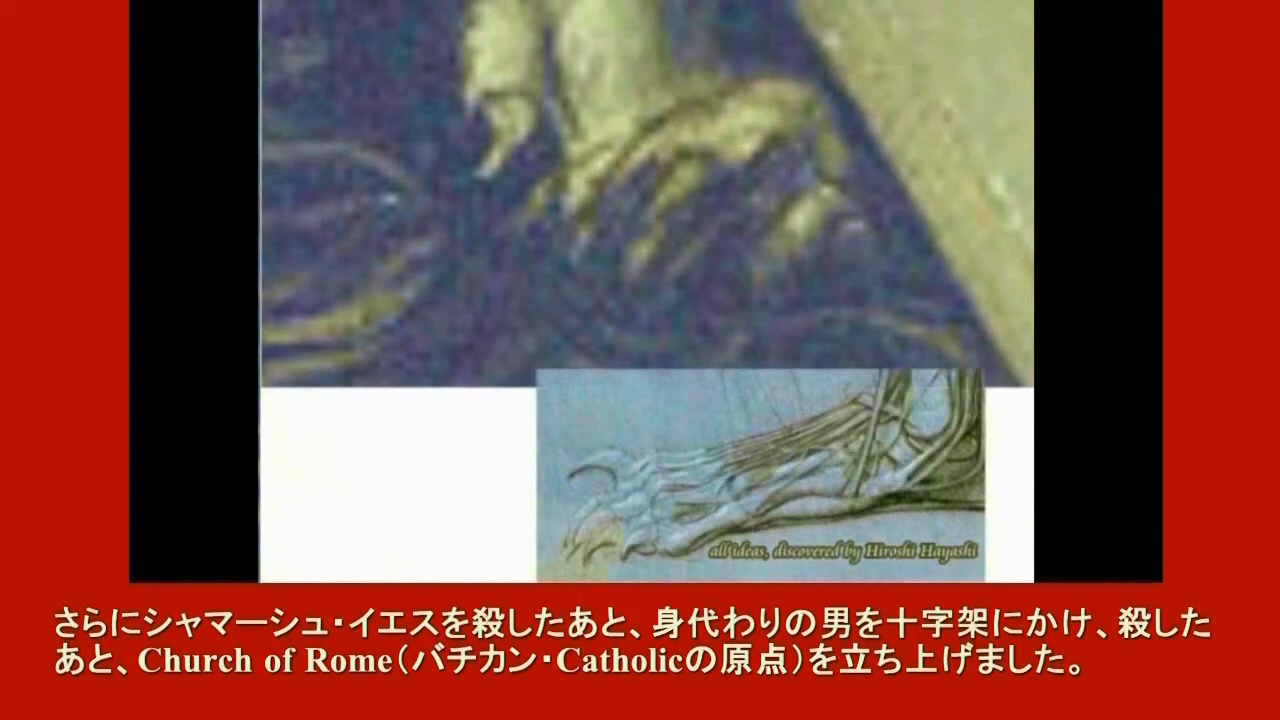 all ideas, discovered by Hiroshi Hayashi
さらにシャマーシュ・イエスを殺したあと、身代わりの男を十字架にかけ、殺した
あと、Church of Rome（バチカン・Catholicの原点）を立ち上げました。